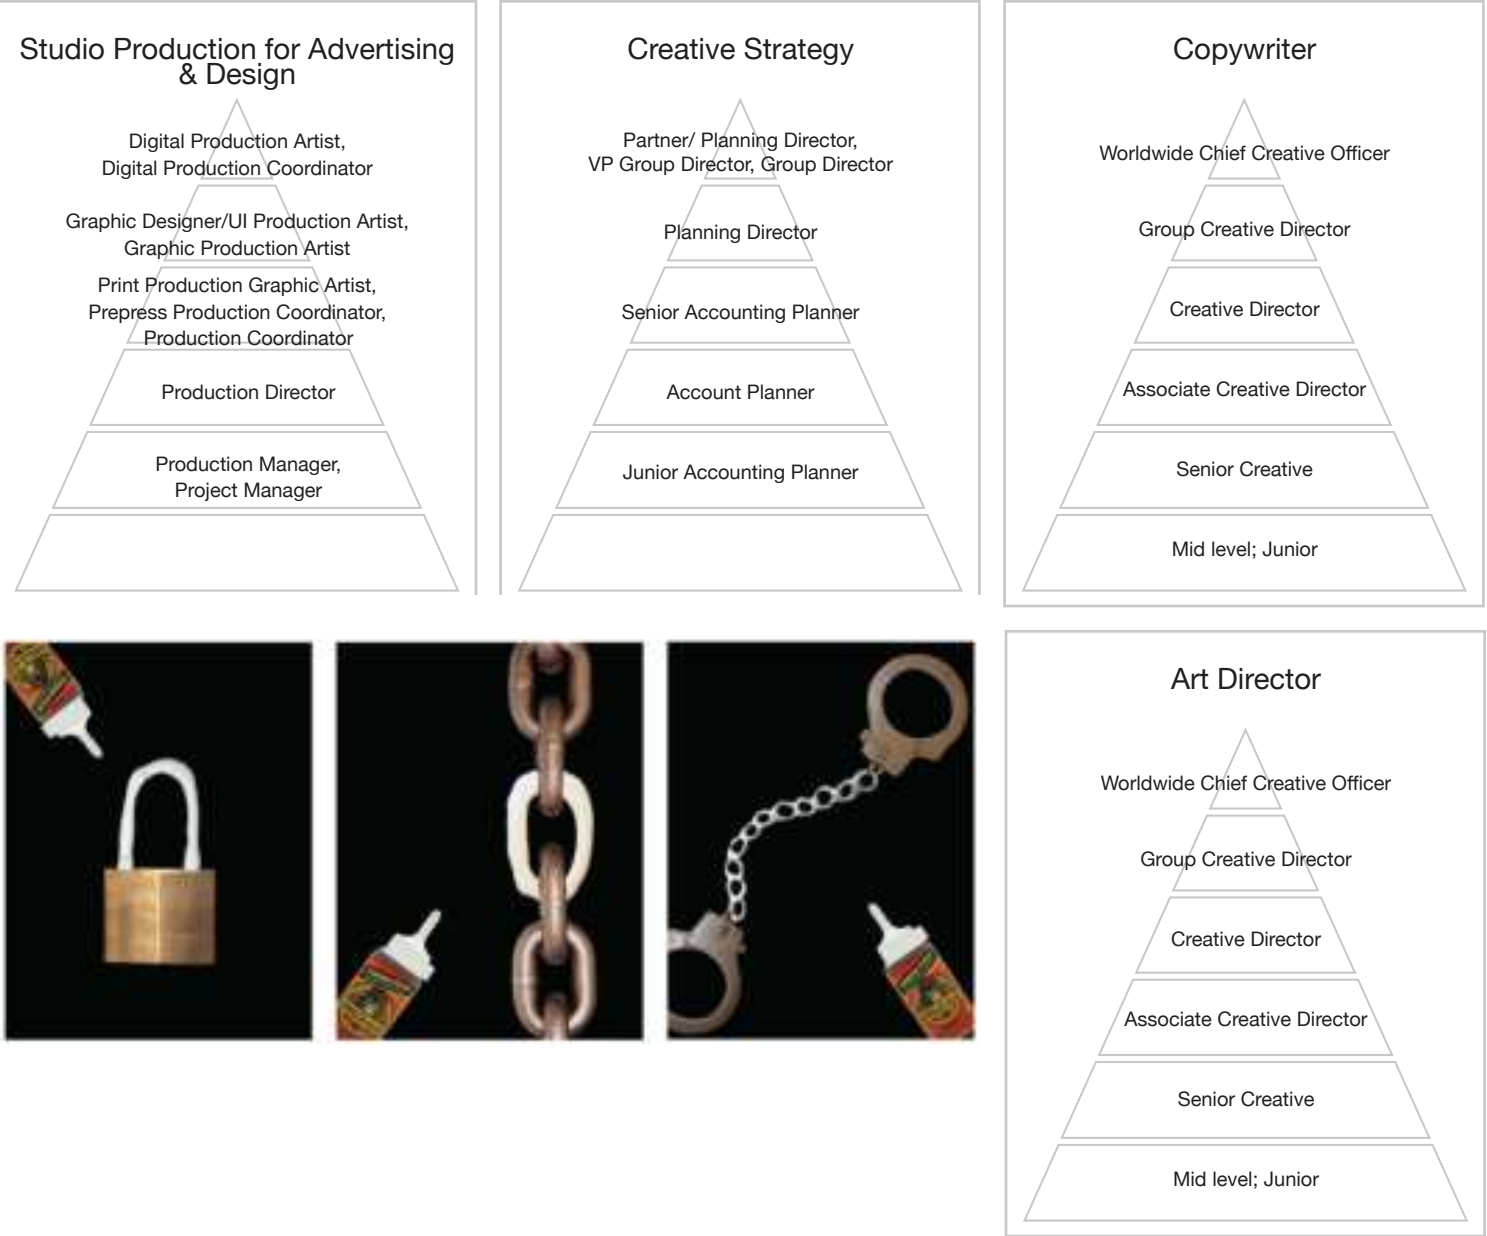 Studio Production for Advertising
& Design
Digital Production Artist,
Digital Production Coordinator
Graphic Designer/UI Production Artist,
Graphic Production Artist
Print Production Graphic Artist,
Prepress Production Coordinator,
Production Coordinator
Production Director
Production Manager,
Project Manager
Creative Strategy
Partner/ Planning Director,
VP Group Director, Group Director
Planning Director
Senior Accounting Planner
Account Planner
Junior Accounting Planner
Copywriter
Worldwide Chief Creative Officer
Group Creative Director
Creative Director
Associate Creative Director
Senior Creative
Mid level; Junior
Art Director
Worldwide Chief Creative Officer
Group Creative Director
Creative Director
Associate Creative Director
Senior Creative
Mid level; Junior